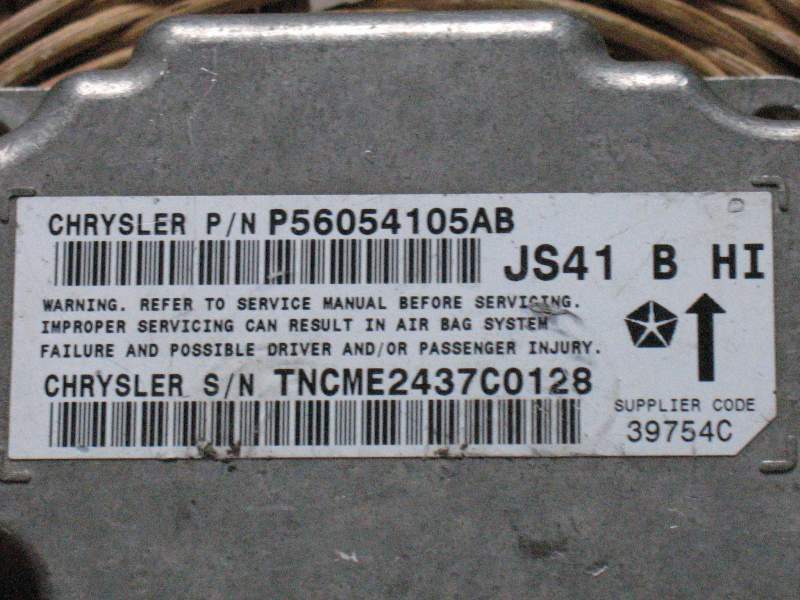 CHRYSLER P/N P56054105AB
JS41 B HI
WARNING. REFER TO SERVICE MANUAL BEFORE SERVICING.
IMPROPER SERVICING CAN RESULT IN AIR BAG SYSTEM
FAILURE AND POSSIBLE DRIVER AND/OR PASSENGER INJURY.
CHRYSLER S/N TNCME2437C0128
SUPPLIER CODE
39754C